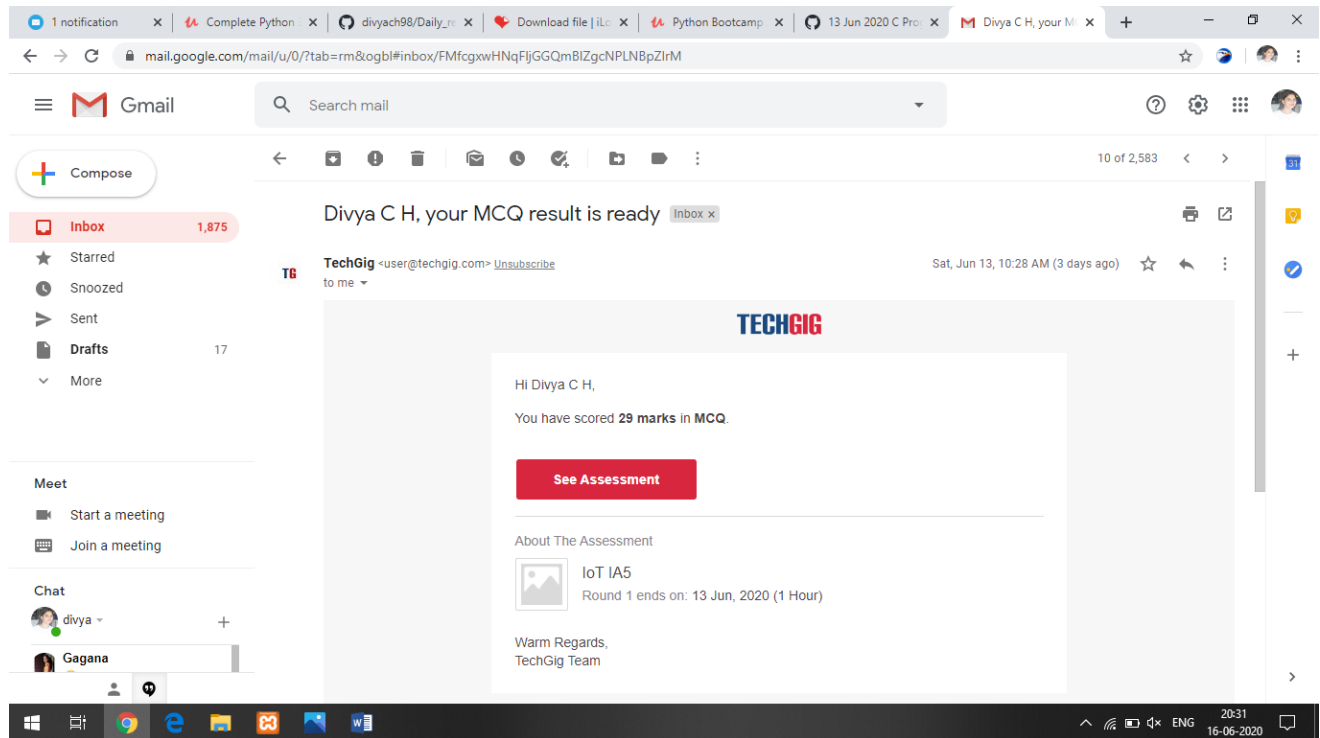 1 notification
Complete Python
divyach98/Daily_re
Download file | iLo
Python Bootcamp
13 Jun 2020 C Pro
Divya C H, your M
mail.google.com/mail/u/0/?tab=rm&ogbl#inbox/FMfcgxwHNqFljGGQmBlZgcNPLNBpZlrM
Gmail
Search mail
Compose
10 of 2,583
31
Inbox 1,875
Starred
Snoozed
Sent
Drafts 17
More
Divya C H, your MCQ result is ready Inbox x
TG
TechGig <user@techgig.com> Unsubscribe
Sat, Jun 13, 10:28 AM (3 days ago)
to me
TECHGIG
Hi Divya C H,
You have scored 29 marks in MCQ.
See Assessment
About The Assessment
IoT IA5
Round 1 ends on: 13 Jun, 2020 (1 Hour)
Warm Regards,
TechGig Team
Meet
Start a meeting
Join a meeting
Chat
divya
Gagana
ENG
20:31
16-06-2020